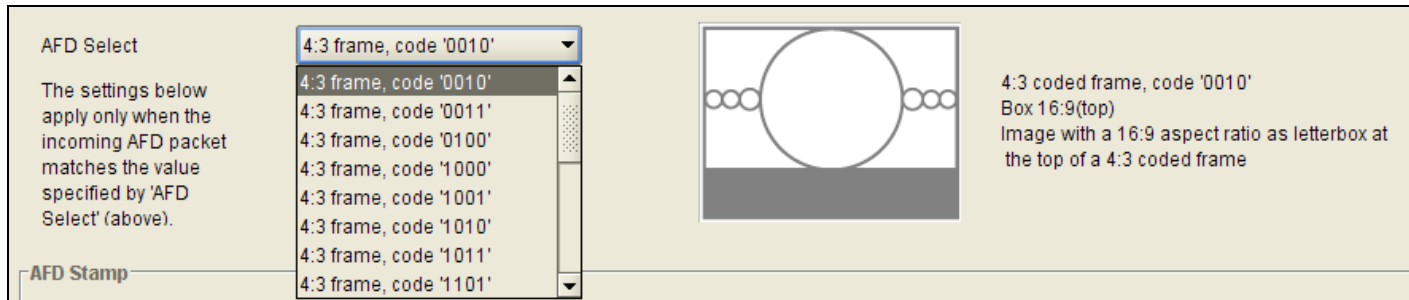 AFD Select
4:3 frame, code '0010'
The settings below
apply only when the
incoming AFD packet
matches the value
specified by 'AFD
Select' (above).
4:3 frame, code '0010'
4:3 frame, code '0011'
4:3 frame, code '0100'
4:3 frame, code '1000'
4:3 frame, code '1001'
4:3 frame, code '1010'
4:3 frame, code '1011'
4:3 frame, code '1101'
4:3 coded frame, code '0010'
Box 16:9(top)
Image with a 16:9 aspect ratio as letterbox at
the top of a 4:3 coded frame
AFD Stamp